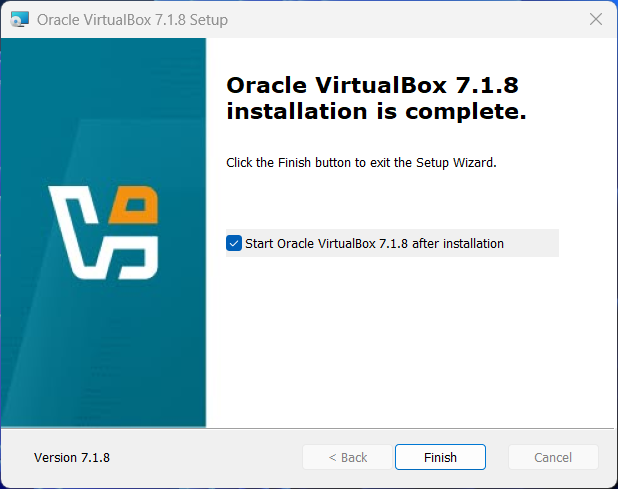 Oracle VirtualBox 7.1.8 Setup
Oracle VirtualBox 7.1.8
installation is complete.
Click the Finish button to exit the Setup Wizard.
Start Oracle VirtualBox 7.1.8 after installation
Version 7.1.8
< Back
Finish
Cancel